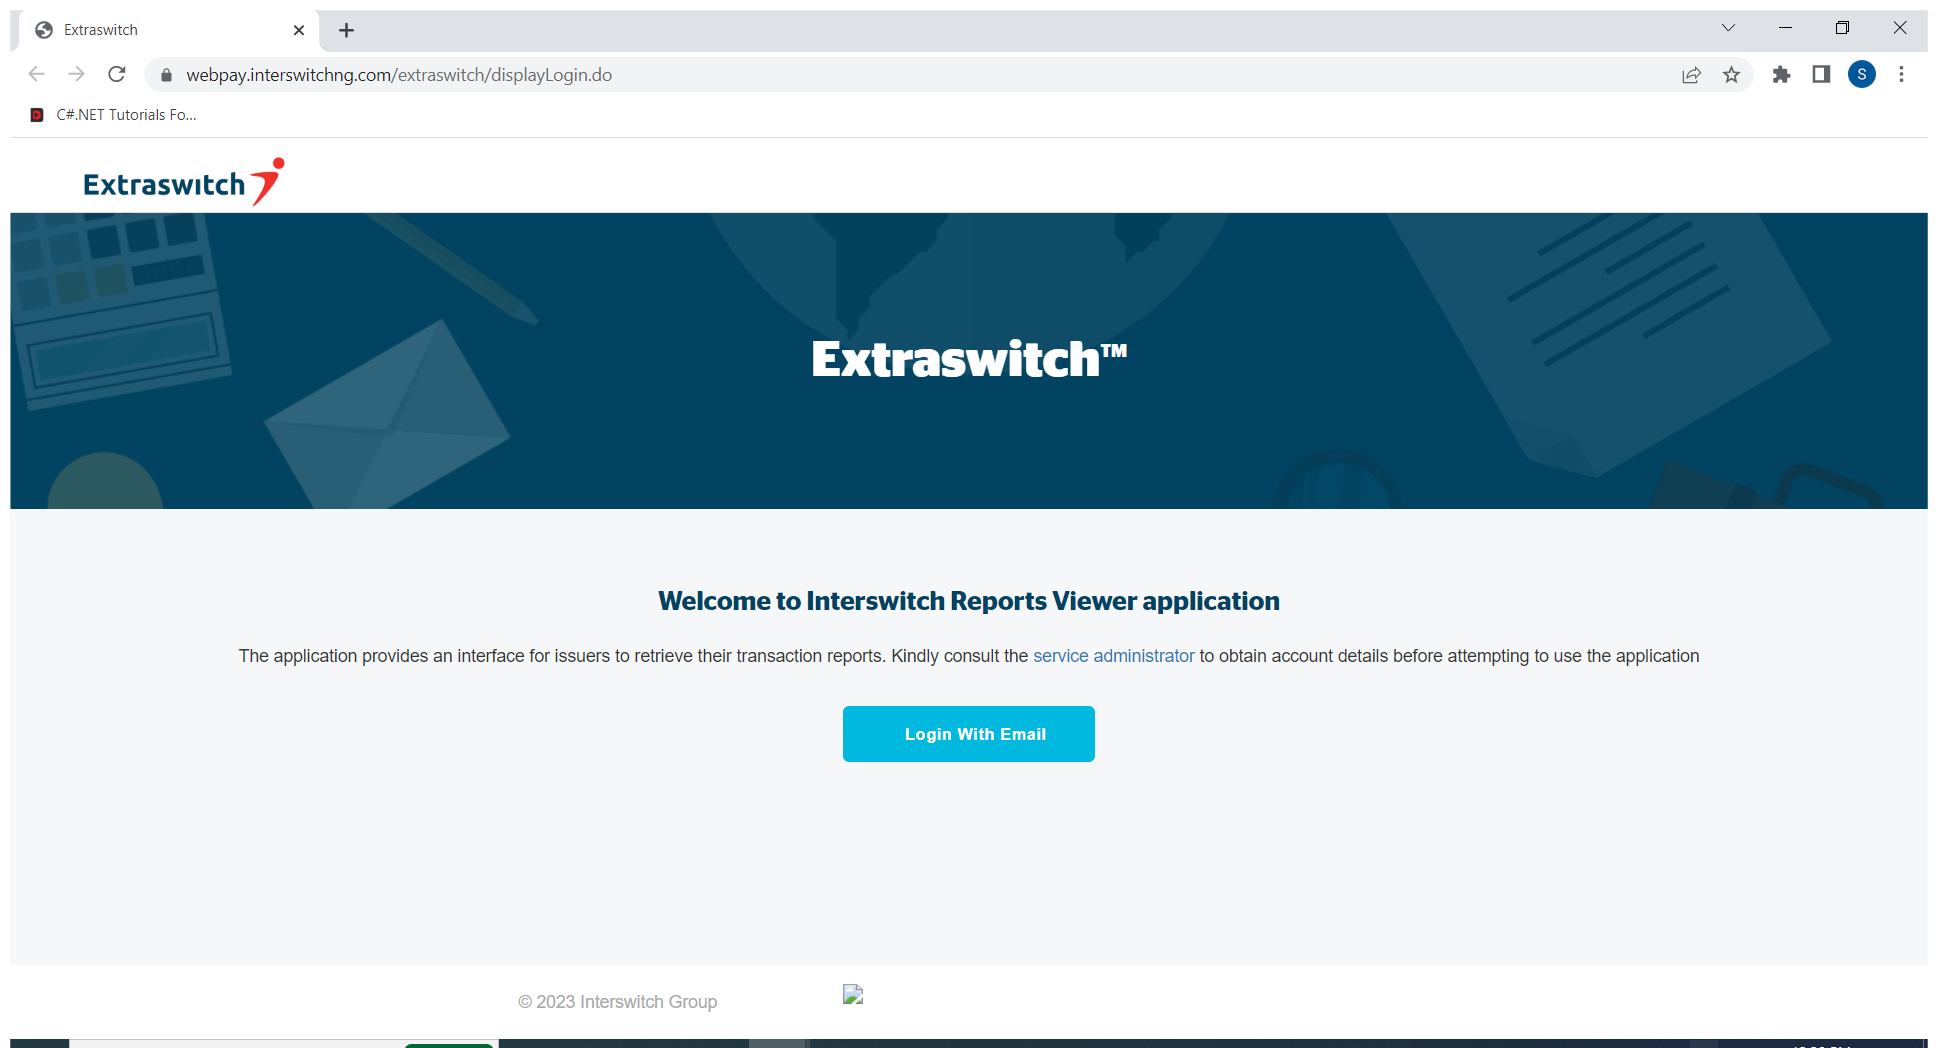 Extraswitch
webpay.interswitchng.com/extraswitch/displayLogin.do
S
C#.NET Tutorials Fo...
Extraswitch
Extraswitch™
Welcome to Interswitch Reports Viewer application
The application provides an interface for issuers to retrieve their transaction reports. Kindly consult the service administrator to obtain account details before attempting to use the application
Login With Email
© 2023 Interswitch Group